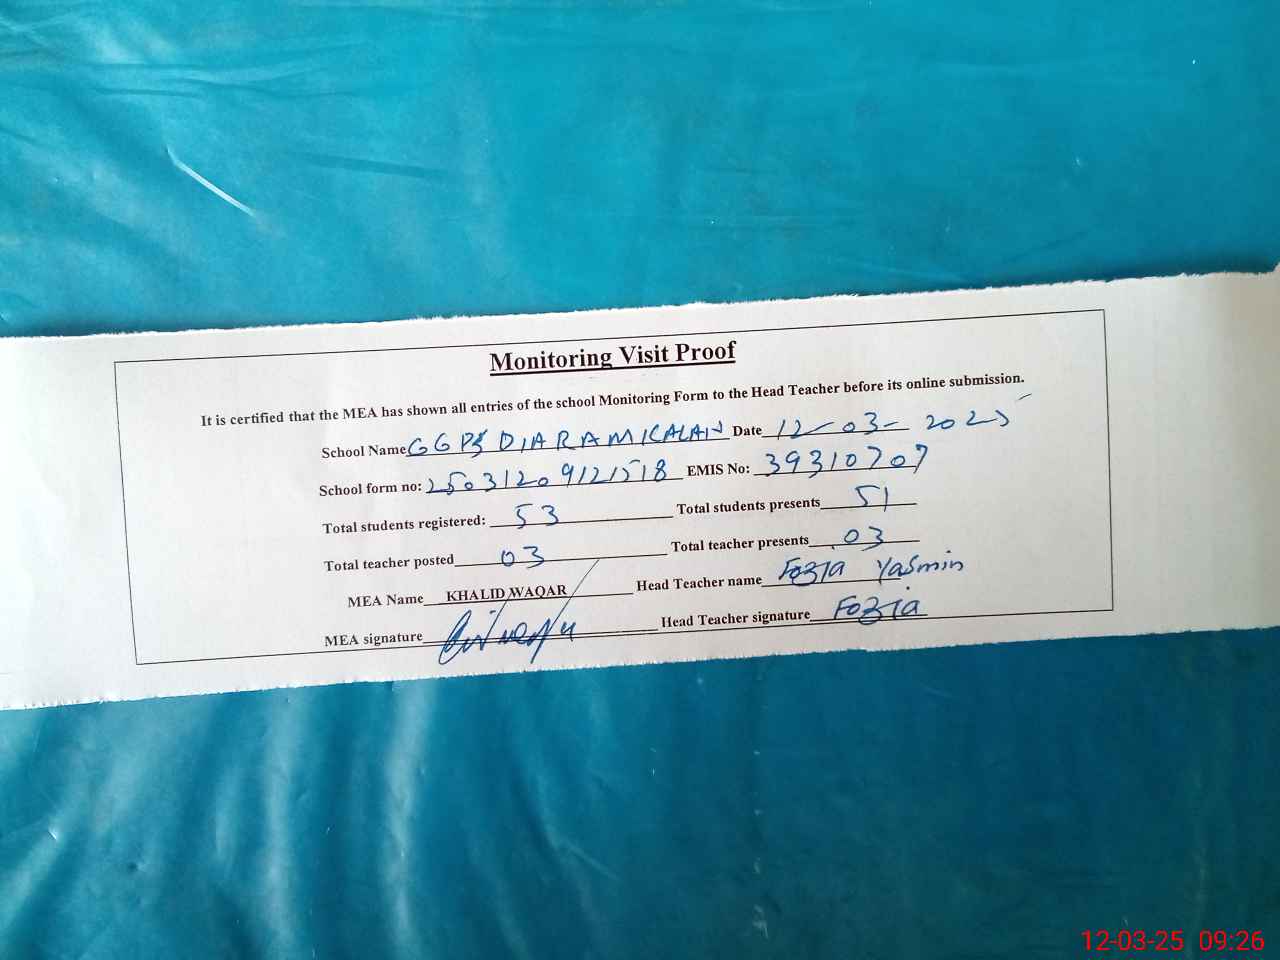 Monitoring Visit Proof
It is certified that the MEA has shown all entries of the school Monitoring Form to the Head Teacher before its online submission.
School Name GGPS DIARAMKALAN Date 12-03-2025
School form no: 25031209121518 EMIS No: 39310707
Total students registered: 53 Total students presents 51
Total teacher posted 03 Total teacher presents 03
MEA Name KHALID WAQAR Head Teacher name Fozia Yasmin
MEA signature Head Teacher signature Fozia
12-03-25 09:26